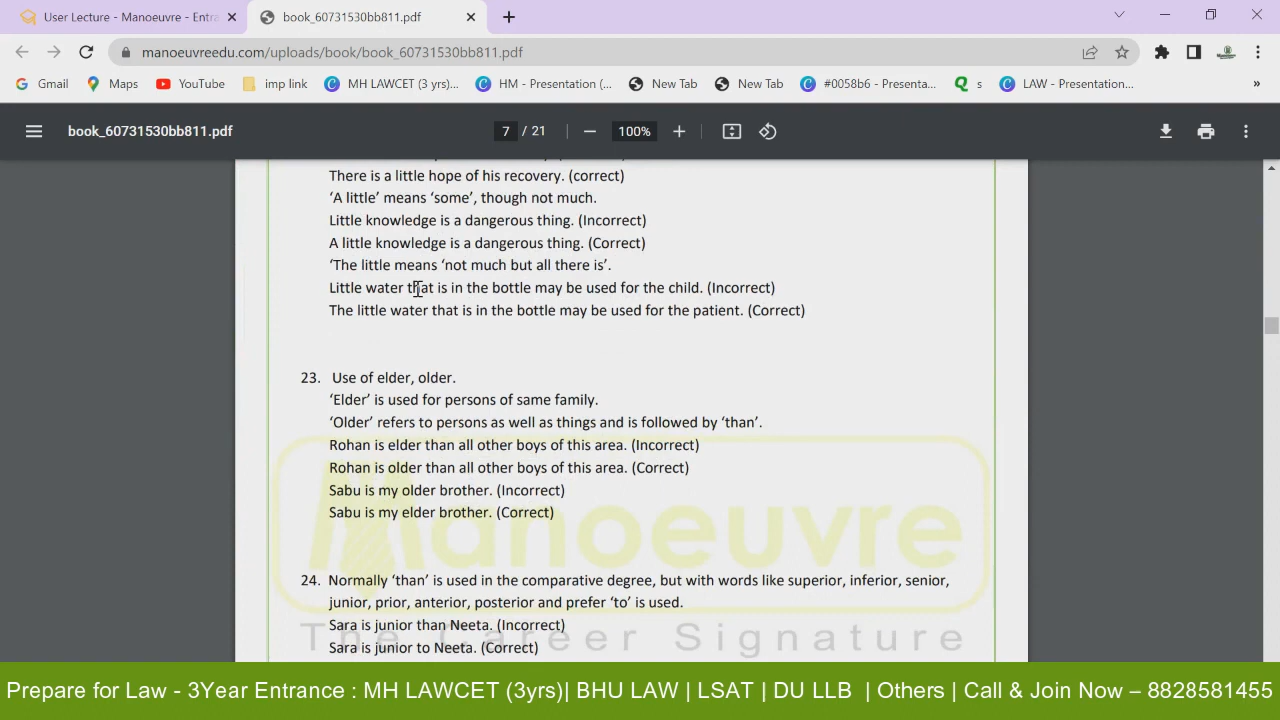 User Lecture - Manoeuvre - Entra
book_60731530bb811.pdf
manoeuvreedu.com/uploads/book/book_60731530bb811.pdf
Gmail
Maps
YouTube
imp link
MH LAWCET (3 yrs)...
HM - Presentation (...
New Tab
New Tab
#0058b6 - Presenta...
s
LAW - Presentation...
»
book_60731530bb811.pdf
7 / 21
100%
There is a little hope of his recovery. (correct)
‘A little’ means ‘some’, though not much.
Little knowledge is a dangerous thing. (Incorrect)
A little knowledge is a dangerous thing. (Correct)
‘The little means ‘not much but all there is’.
Little water that is in the bottle may be used for the child. (Incorrect)
The little water that is in the bottle may be used for the patient. (Correct)
23. Use of elder, older.
‘Elder’ is used for persons of same family.
‘Older’ refers to persons as well as things and is followed by ‘than’.
Rohan is elder than all other boys of this area. (Incorrect)
Rohan is older than all other boys of this area. (Correct)
Sabu is my older brother. (Incorrect)
Sabu is my elder brother. (Correct)
Manoeuvre
24. Normally ‘than’ is used in the comparative degree, but with words like superior, inferior, senior,
junior, prior, anterior, posterior and prefer ‘to’ is used.
Sara is junior than Neeta. (Incorrect)
The Career Signature
Sara is junior to Neeta. (Correct)
Prepare for Law - 3Year Entrance : MH LAWCET (3yrs)| BHU LAW | LSAT | DU LLB | Others | Call & Join Now – 8828581455